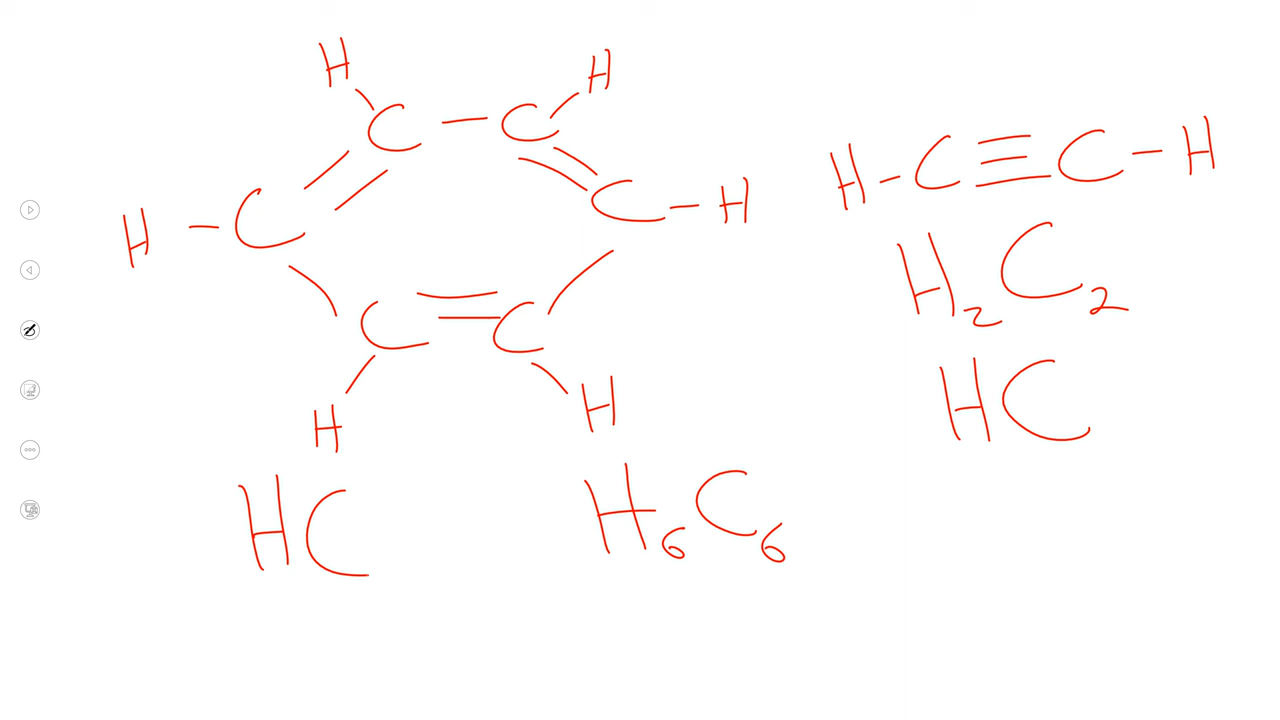 H H
C — C
H — C C — H
C = C
H H
HC H₆C₆
H - C ≡ C - H
H₂C₂
HC